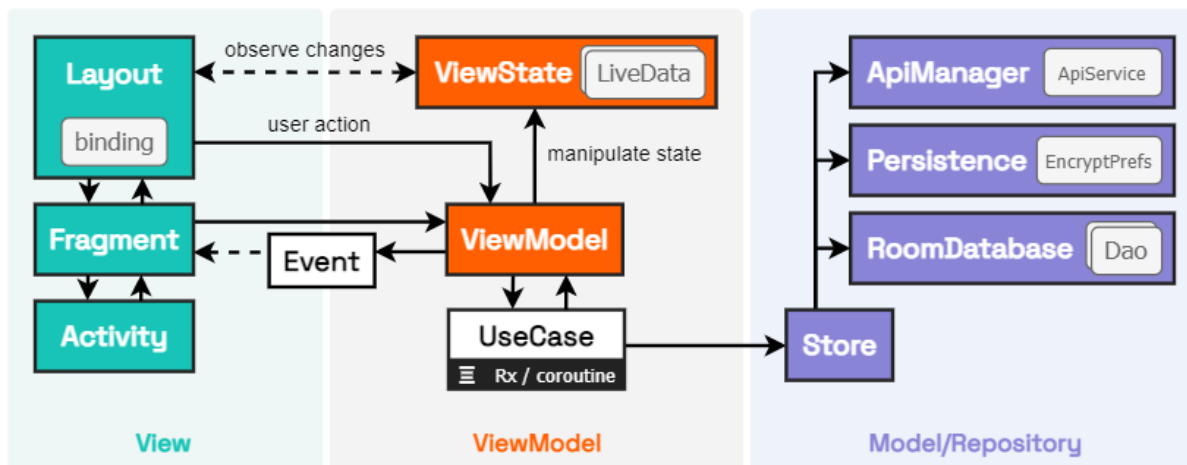 Layout
binding
observe changes
user action
Fragment
Event
Activity
View
ViewState
LiveData
manipulate state
ViewModel
UseCase
Rx / coroutine
ViewModel
ApiManager
ApiService
Persistence
EncryptPrefs
RoomDatabase
Dao
Store
Model/Repository